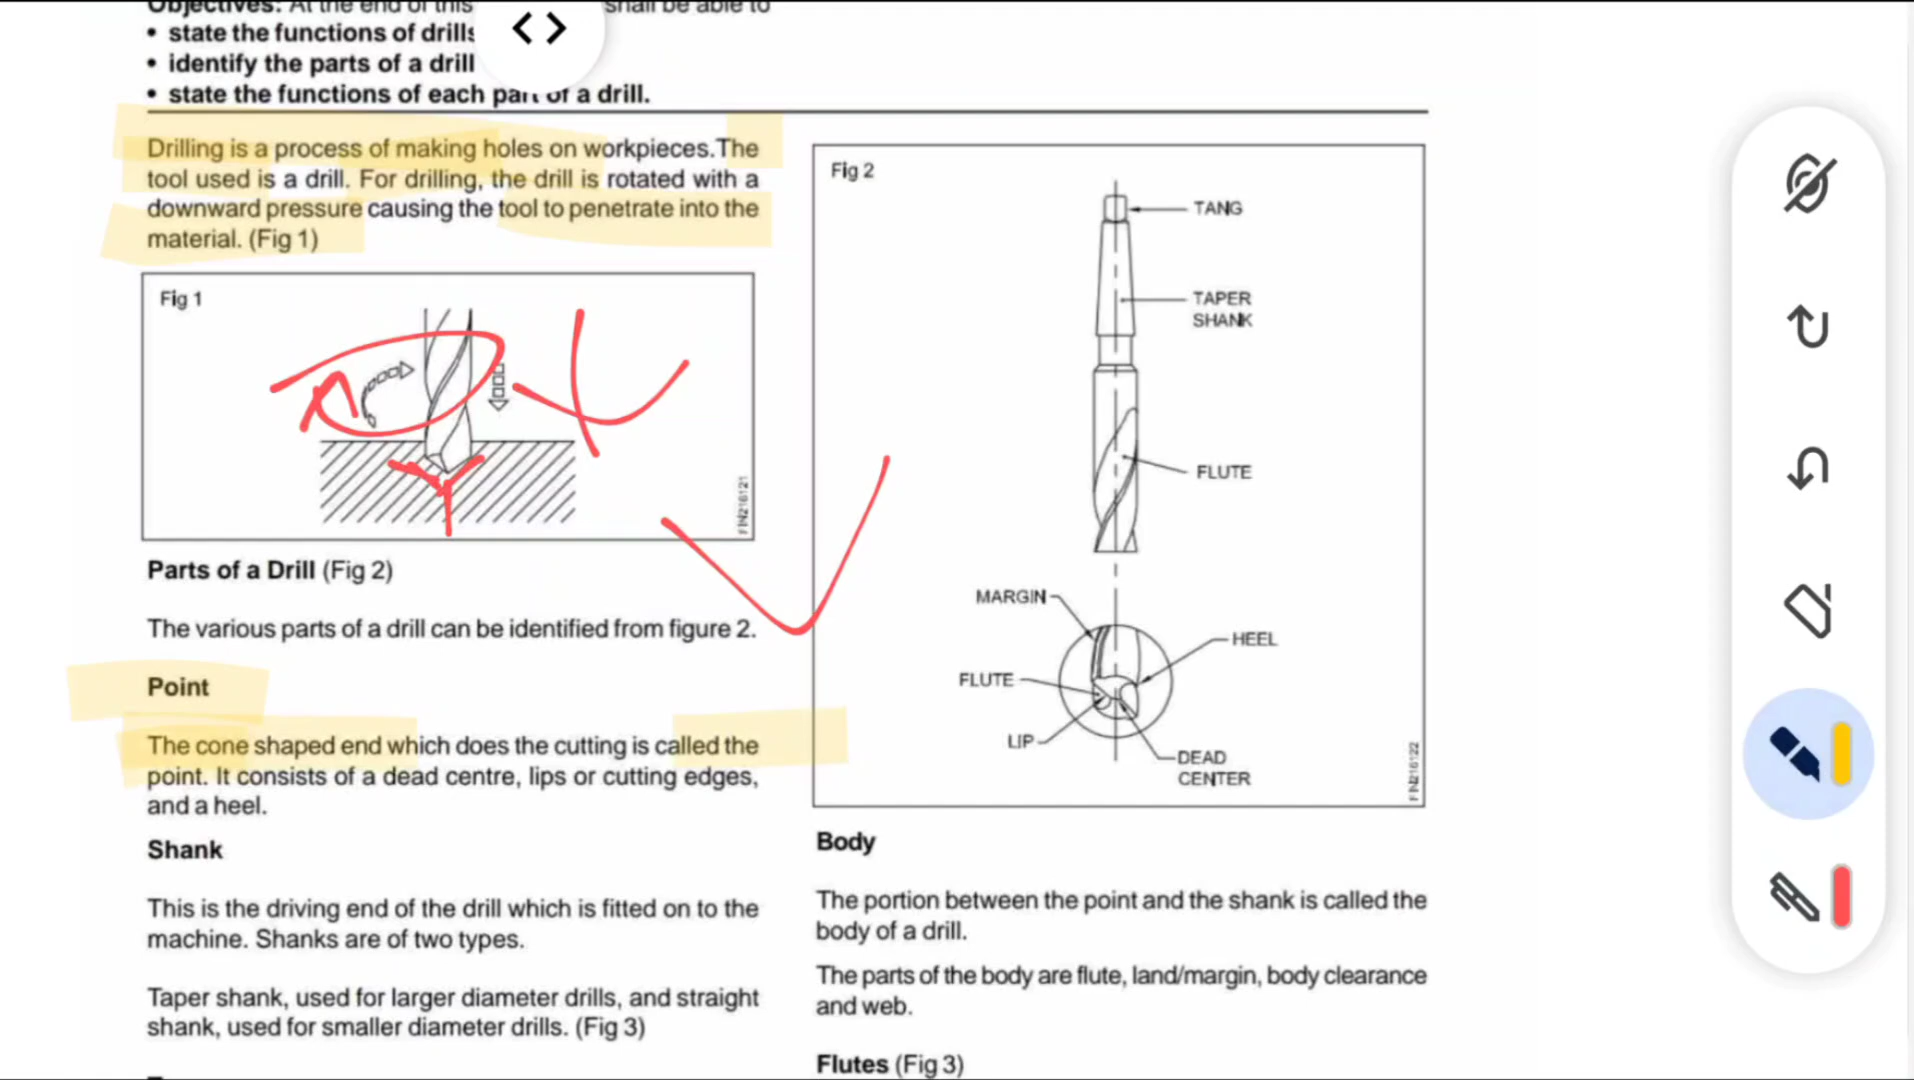 Objectives: At the end of this shall be able to
• state the functions of drills
• identify the parts of a drill
• state the functions of each part of a drill.
Drilling is a process of making holes on workpieces.The
tool used is a drill. For drilling, the drill is rotated with a
downward pressure causing the tool to penetrate into the
material. (Fig 1)
Fig 1
FIN216121
Parts of a Drill (Fig 2)
The various parts of a drill can be identified from figure 2.
Point
The cone shaped end which does the cutting is called the
point. It consists of a dead centre, lips or cutting edges,
and a heel.
Shank
This is the driving end of the drill which is fitted on to the
machine. Shanks are of two types.
Taper shank, used for larger diameter drills, and straight
shank, used for smaller diameter drills. (Fig 3)
Fig 2
TANG
TAPER
SHANK
FLUTE
MARGIN
HEEL
FLUTE
LIP
DEAD
CENTER
FIN216122
Body
The portion between the point and the shank is called the
body of a drill.
The parts of the body are flute, land/margin, body clearance
and web.
Flutes (Fig 3)